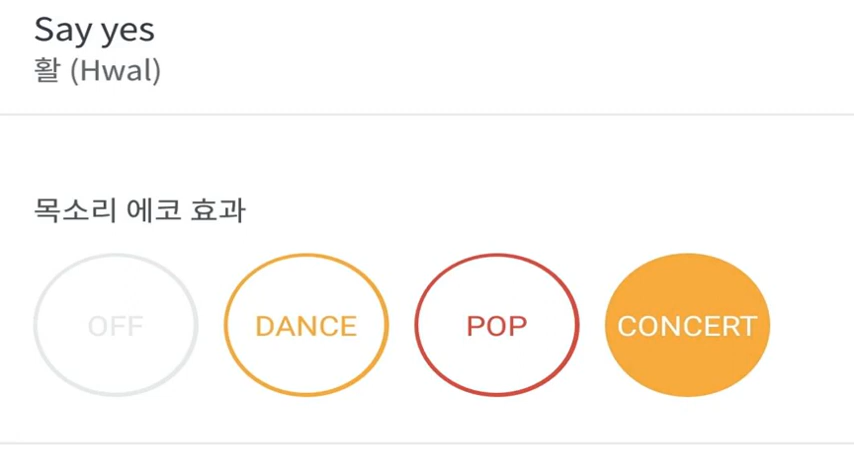 Say yes
활 (Hwal)
목소리 에코 효과
OFF DANCE POP CONCERT